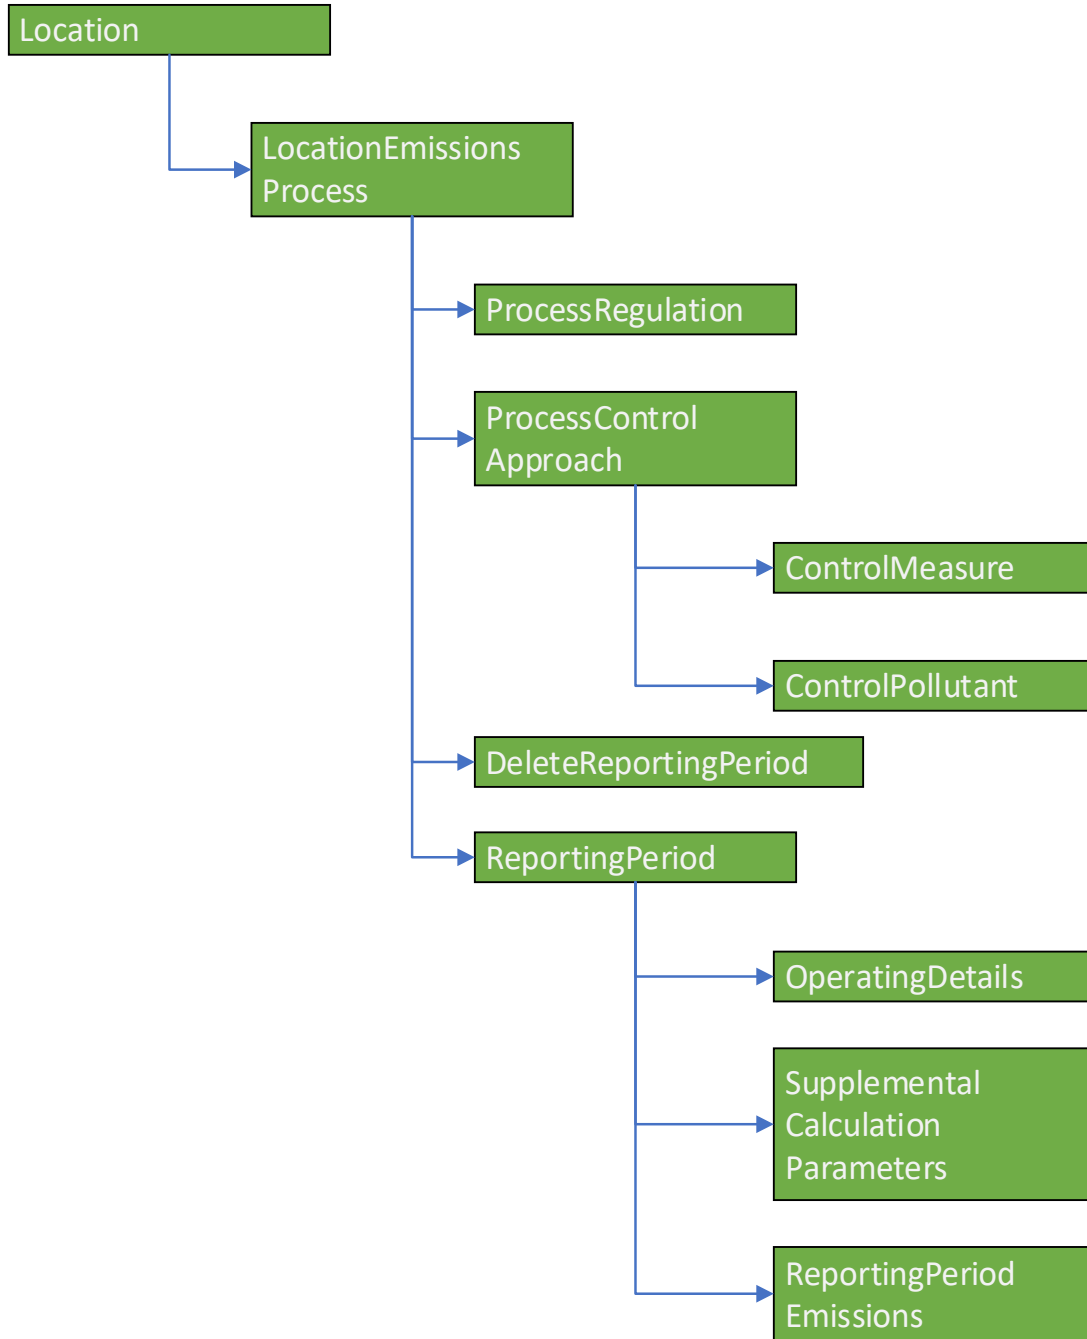 Location
LocationEmissions
Process
ProcessRegulation
ProcessControl
Approach
ControlMeasure
ControlPollutant
DeleteReportingPeriod
ReportingPeriod
OperatingDetails
Supplemental
Calculation
Parameters
ReportingPeriod
Emissions